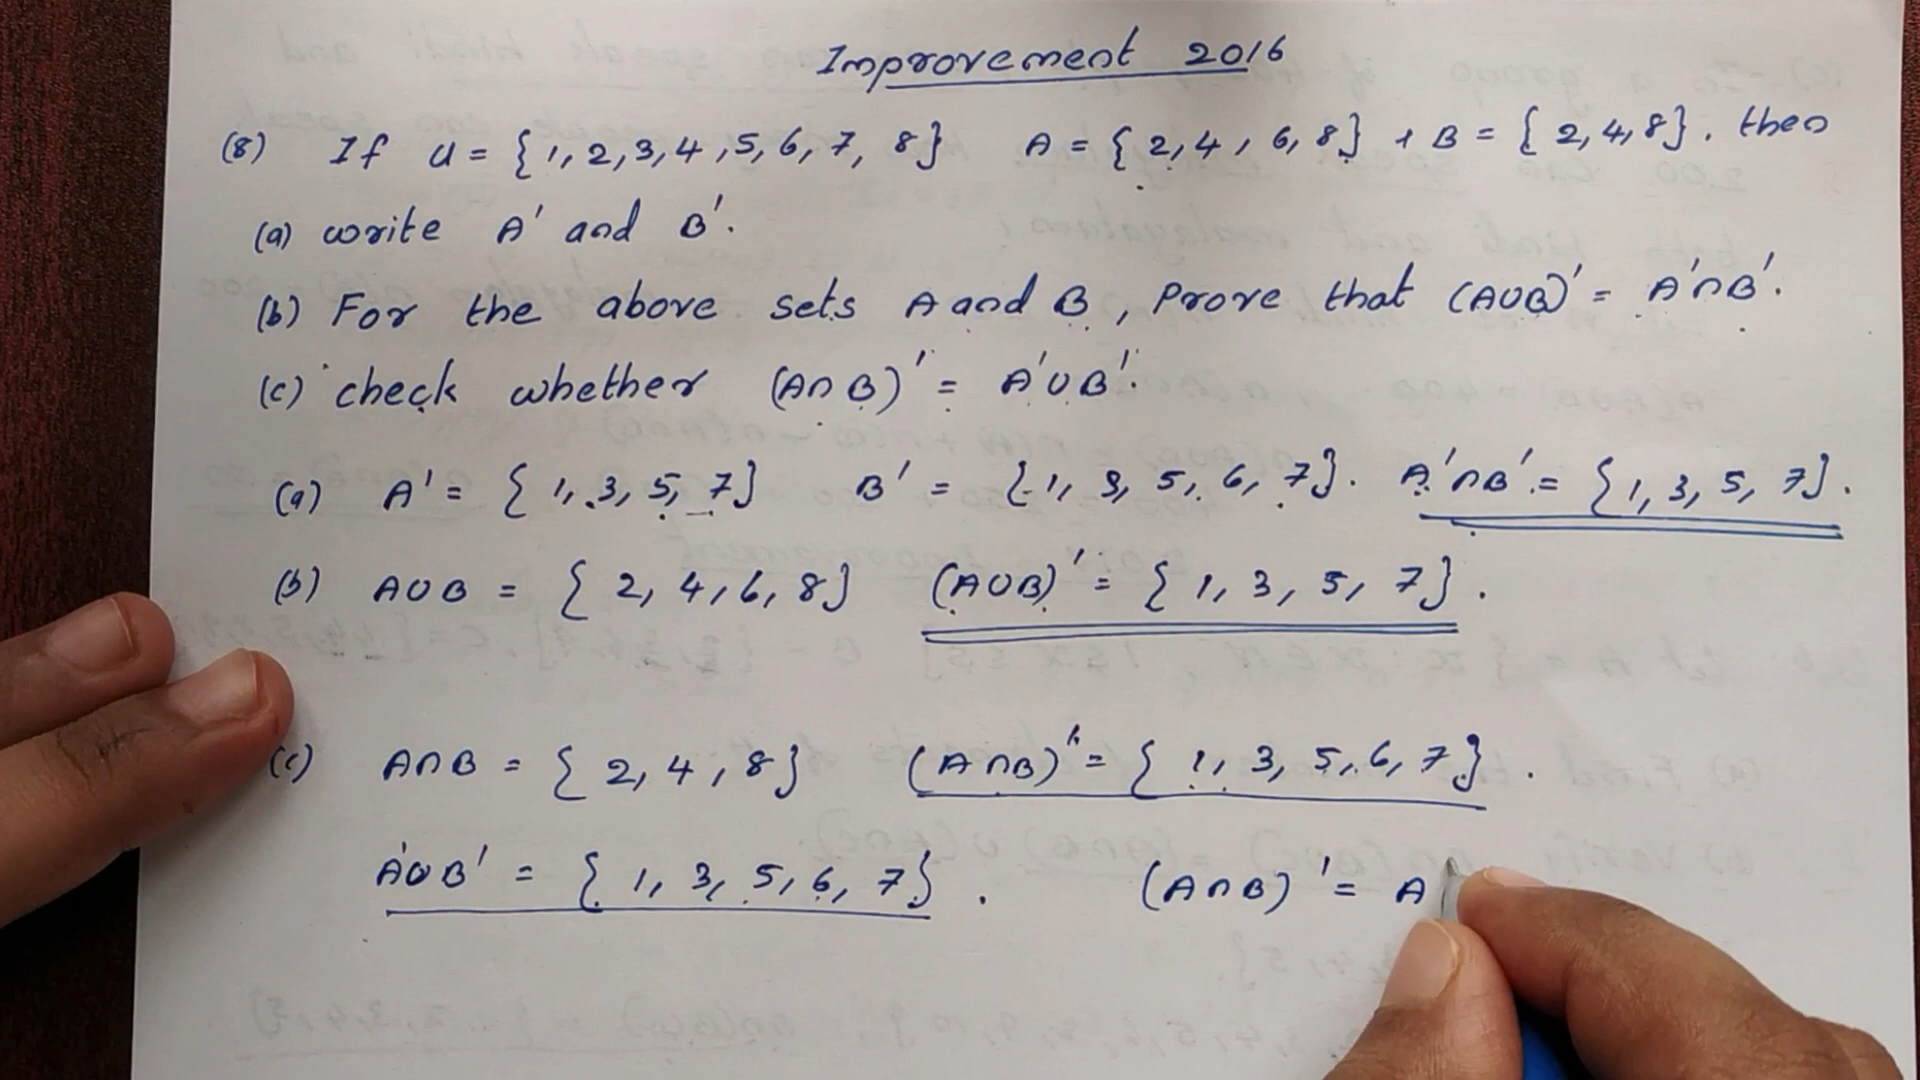 Improvement 2016
(8) If U = { 1, 2, 3, 4, 5, 6, 7, 8} A = { 2, 4, 6, 8} + B = { 2, 4, 8}. then
(a) write A' and B'.
(b) For the above sets A and B, Prove that (A∪B)' = A'∩B'.
(c) check whether (A∩B)' = A'∪B'.
(a) A' = { 1, 3, 5, 7} B' = {1, 3, 5, 6, 7}. A'∩B' = { 1, 3, 5, 7}.
(b) A∪B = { 2, 4, 6, 8} (A∪B)' = { 1, 3, 5, 7}.
(c) A∩B = { 2, 4, 8} (A∩B)' = { 1, 3, 5, 6, 7}.
A'∪B' = { 1, 3, 5, 6, 7}. (A∩B)' = A